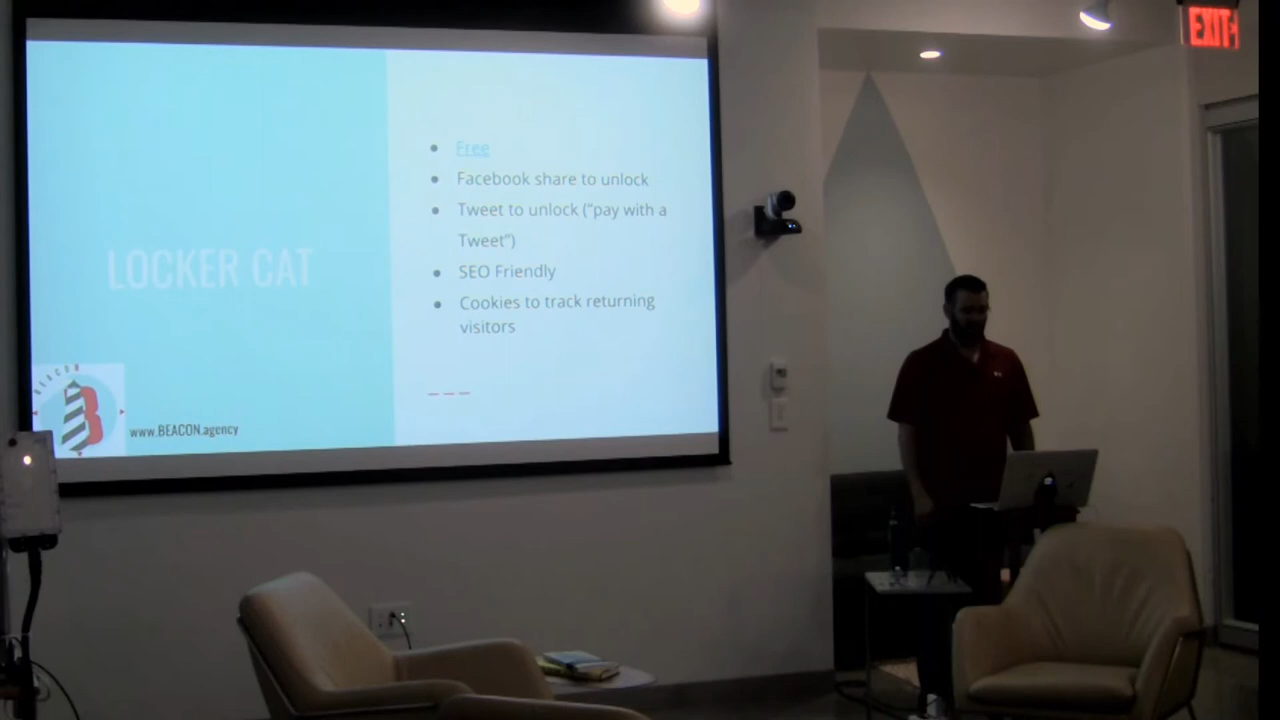 EXIT
Free
Facebook share to unlock
Tweet to unlock ("pay with a
Tweet")
SEO Friendly
Cookies to track returning
visitors
LOCKER CAT
BEACON
B
www.BEACON.agency